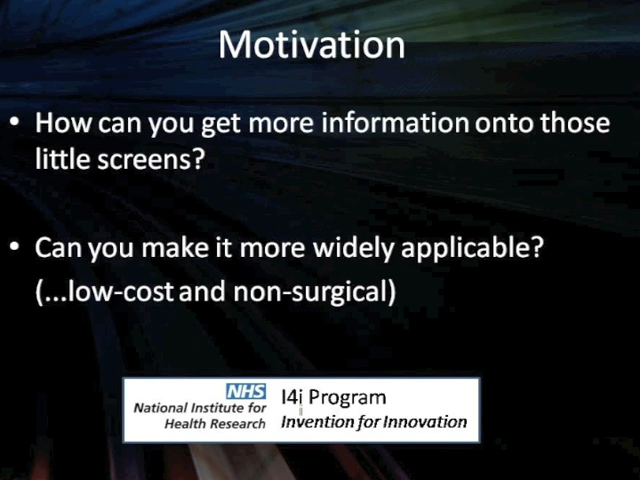 Motivation
• How can you get more information onto those
little screens?
• Can you make it more widely applicable?
(...low-cost and non-surgical)
NHS
National Institute for
Health Research
I4i Program
Invention for Innovation